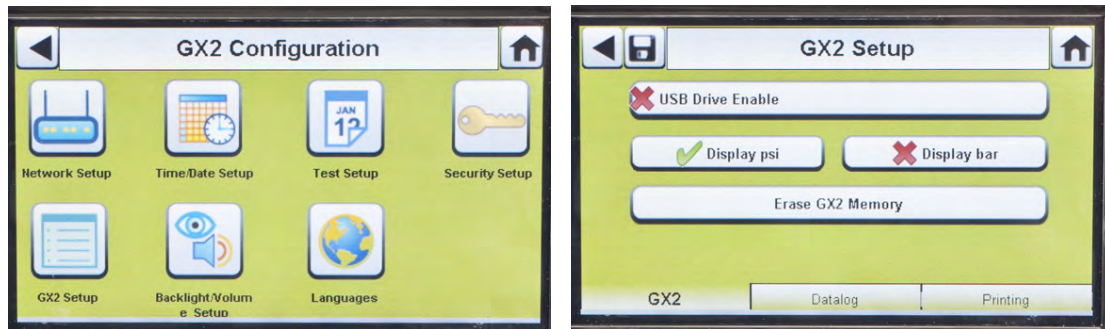 GX2 Configuration
JAN
12
Network Setup
Time/Date Setup
Test Setup
Security Setup
GX2 Setup
Backlight/Volum
e Setup
Languages
GX2 Setup
USB Drive Enable
Display psi
Display bar
Erase GX2 Memory
GX2
Datalog
Printing